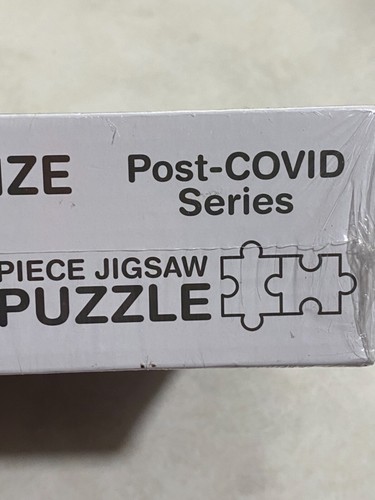 IZE
Post-COVID
Series
PIECE JIGSAW
PUZZLE